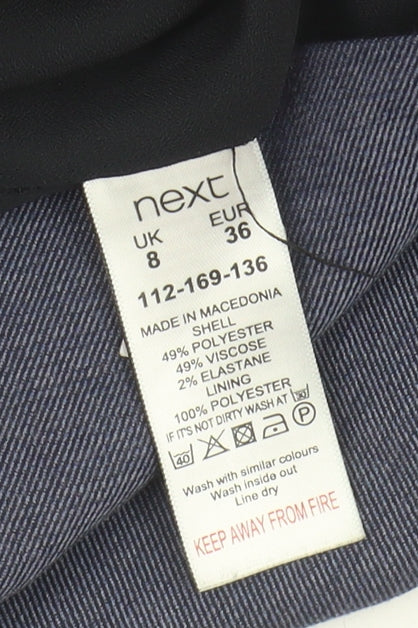 next
UK EUR
8 36
112-169-136
MADE IN MACEDONIA
SHELL
49% POLYESTER
49% VISCOSE
2% ELASTANE
LINING
100% POLYESTER
IF IT'S NOT DIRTY WASH AT 30
40 P
Wash with similar colours
Wash inside out
Line dry
KEEP AWAY FROM FIRE